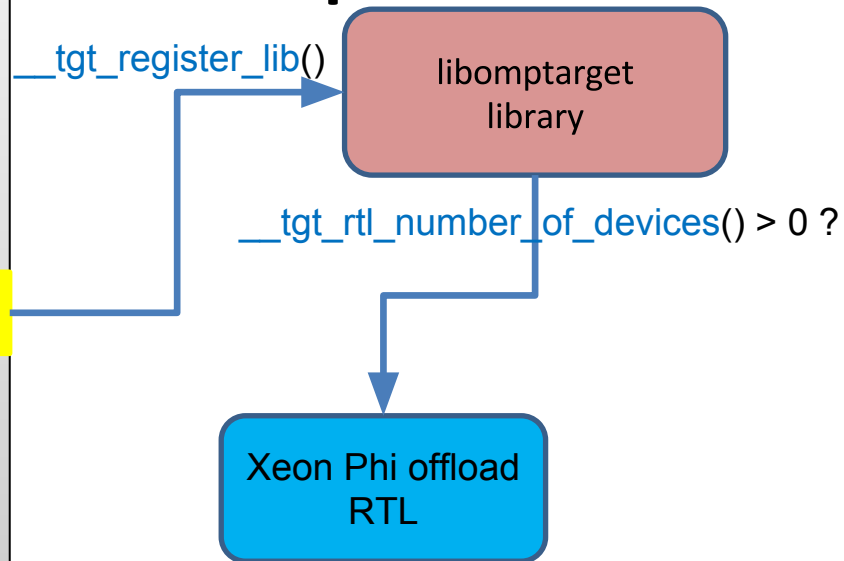 __tgt_register_lib()
libomptarget
library
__tgt_rtl_number_of_devices() > 0 ?
Xeon Phi offload
RTL